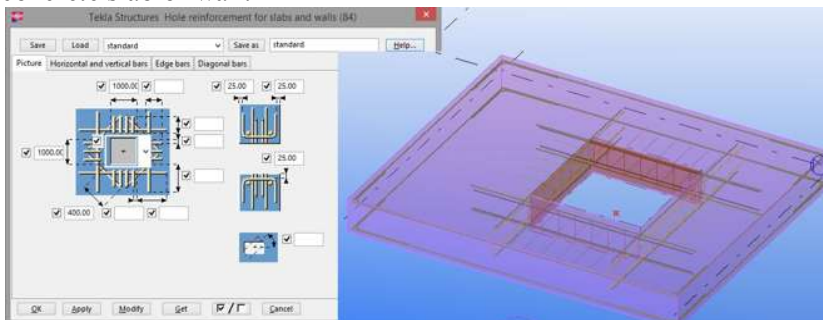 Tekla Structures Hole reinforcement for slabs and walls (84)
Save Load standard Save as standard Help...
Picture Horizontal and vertical bars Edge bars Diagonal bars
1000.00 25.00 25.00
1000.00
25.00
400.00
OK Apply Modify Get Cancel